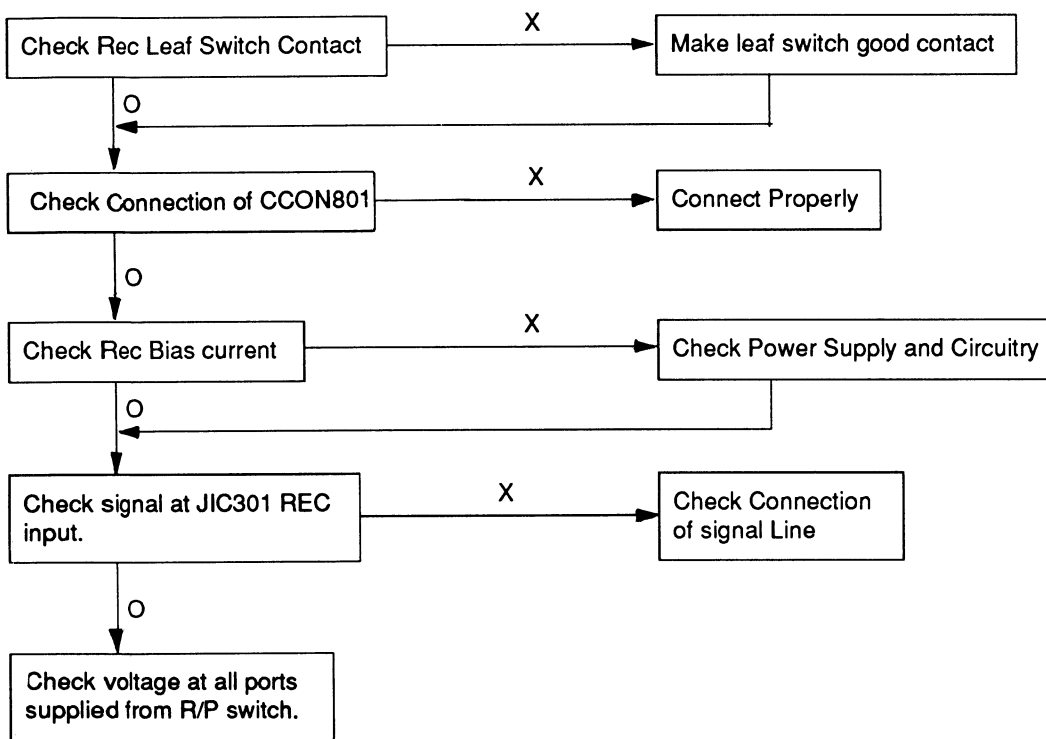 Check Rec Leaf Switch Contact
X
Make leaf switch good contact
O
Check Connection of CCON801
X
Connect Properly
O
Check Rec Bias current
X
Check Power Supply and Circuitry
O
Check signal at JIC301 REC
input.
X
Check Connection
of signal Line
O
Check voltage at all ports
supplied from R/P switch.